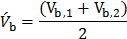 V́b = (Vb,1 + Vb,2) / 2